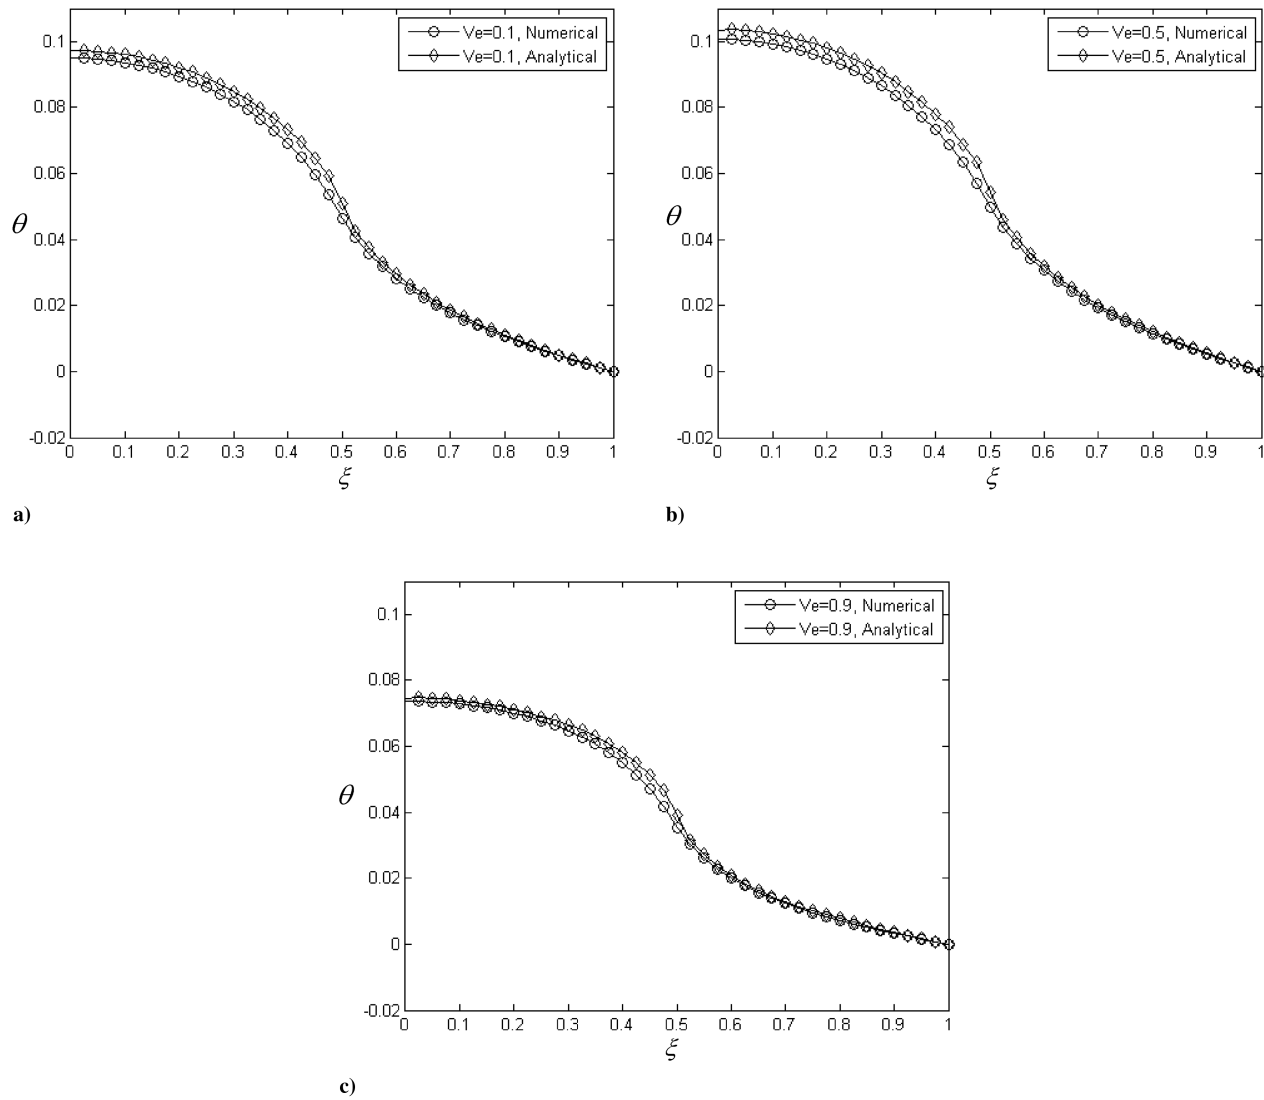 Ve=0.1, Numerical
Ve=0.1, Analytical
0.1
0.08
0.06
0.04
0.02
0
-0.02
θ
0 0.1 0.2 0.3 0.4 0.5 0.6 0.7 0.8 0.9 1
ξ
a)
Ve=0.5, Numerical
Ve=0.5, Analytical
0.1
0.08
0.06
0.04
0.02
0
-0.02
θ
0 0.1 0.2 0.3 0.4 0.5 0.6 0.7 0.8 0.9 1
ξ
b)
Ve=0.9, Numerical
Ve=0.9, Analytical
0.1
0.08
0.06
0.04
0.02
0
-0.02
θ
0 0.1 0.2 0.3 0.4 0.5 0.6 0.7 0.8 0.9 1
ξ
c)